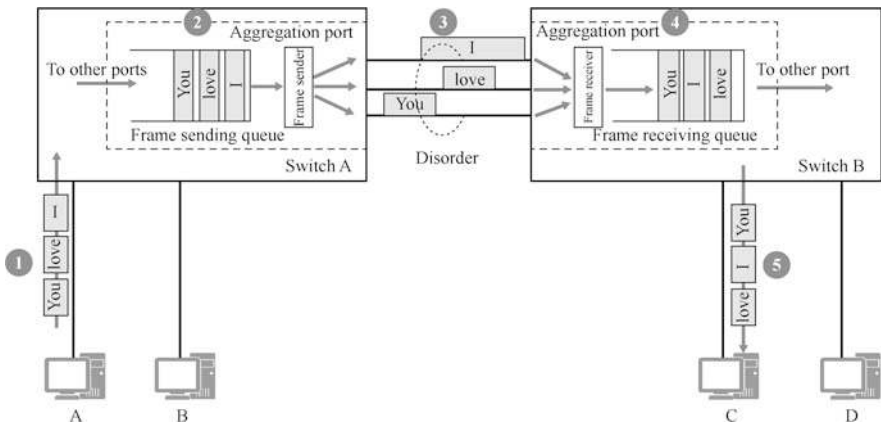 2
3
4
Aggregation port
I
Aggregation port
To other ports
You
love
I
Frame sender
love
You
Frame receiver
You
I
love
To other port
Frame sending queue
Frame receiving queue
Disorder
Switch A
Switch B
1
I
love
You
You
I
love
5
A
B
C
D